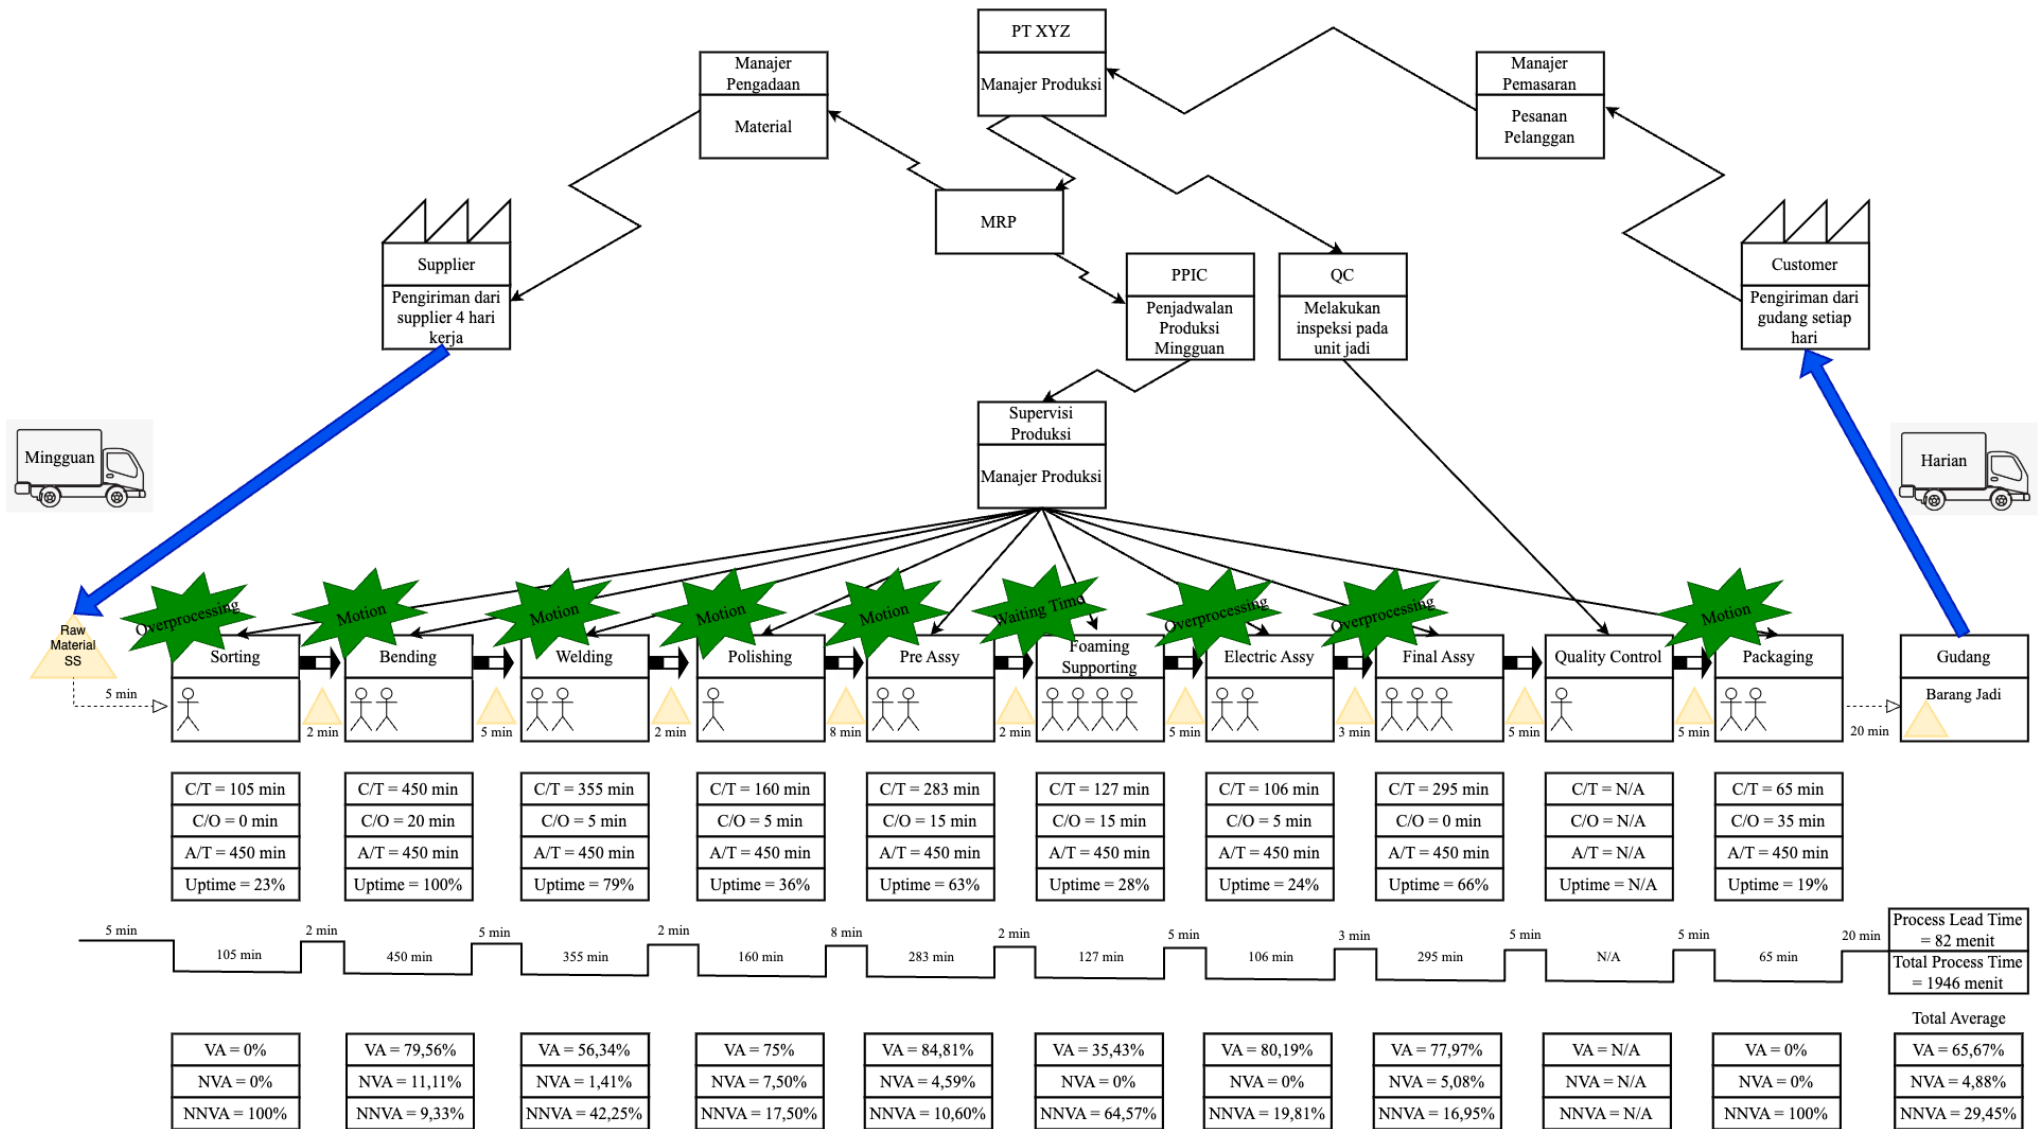 PT XYZ
Manajer Produksi
Manajer
Pengadaan
Material
Manajer
Pemasaran
Pesanan
Pelanggan
MRP
Supplier
Pengiriman dari
supplier 4 hari
kerja
PPIC
Penjadwalan
Produksi
Mingguan
QC
Melakukan
inspeksi pada
unit jadi
Customer
Pengiriman dari
gudang setiap
hari
Supervisi
Produksi
Manajer Produksi
Mingguan
Harian
Raw
Material
SS
Overprocessing
Motion
Motion
Motion
Motion
Waiting Time
Overprocessing
Overprocessing
Motion
Sorting
Bending
Welding
Polishing
Pre Assy
Foaming
Supporting
Electric Assy
Final Assy
Quality Control
Packaging
Gudang
Barang Jadi
5 min
2 min
5 min
2 min
8 min
2 min
5 min
3 min
5 min
5 min
20 min
C/T = 105 min
C/O = 0 min
A/T = 450 min
Uptime = 23%
C/T = 450 min
C/O = 20 min
A/T = 450 min
Uptime = 100%
C/T = 355 min
C/O = 5 min
A/T = 450 min
Uptime = 79%
C/T = 160 min
C/O = 5 min
A/T = 450 min
Uptime = 36%
C/T = 283 min
C/O = 15 min
A/T = 450 min
Uptime = 63%
C/T = 127 min
C/O = 15 min
A/T = 450 min
Uptime = 28%
C/T = 106 min
C/O = 5 min
A/T = 450 min
Uptime = 24%
C/T = 295 min
C/O = 0 min
A/T = 450 min
Uptime = 66%
C/T = N/A
C/O = N/A
A/T = N/A
Uptime = N/A
C/T = 65 min
C/O = 35 min
A/T = 450 min
Uptime = 19%
5 min
105 min
2 min
450 min
5 min
355 min
2 min
160 min
8 min
283 min
2 min
127 min
5 min
106 min
3 min
295 min
5 min
N/A
5 min
65 min
20 min
Process Lead Time
= 82 menit
Total Process Time
= 1946 menit
VA = 0%
NVA = 0%
NNVA = 100%
VA = 79,56%
NVA = 11,11%
NNVA = 9,33%
VA = 56,34%
NVA = 1,41%
NNVA = 42,25%
VA = 75%
NVA = 7,50%
NNVA = 17,50%
VA = 84,81%
NVA = 4,59%
NNVA = 10,60%
VA = 35,43%
NVA = 0%
NNVA = 64,57%
VA = 80,19%
NVA = 0%
NNVA = 19,81%
VA = 77,97%
NVA = 5,08%
NNVA = 16,95%
VA = N/A
NVA = N/A
NNVA = N/A
VA = 0%
NVA = 0%
NNVA = 100%
Total Average
VA = 65,67%
NVA = 4,88%
NNVA = 29,45%